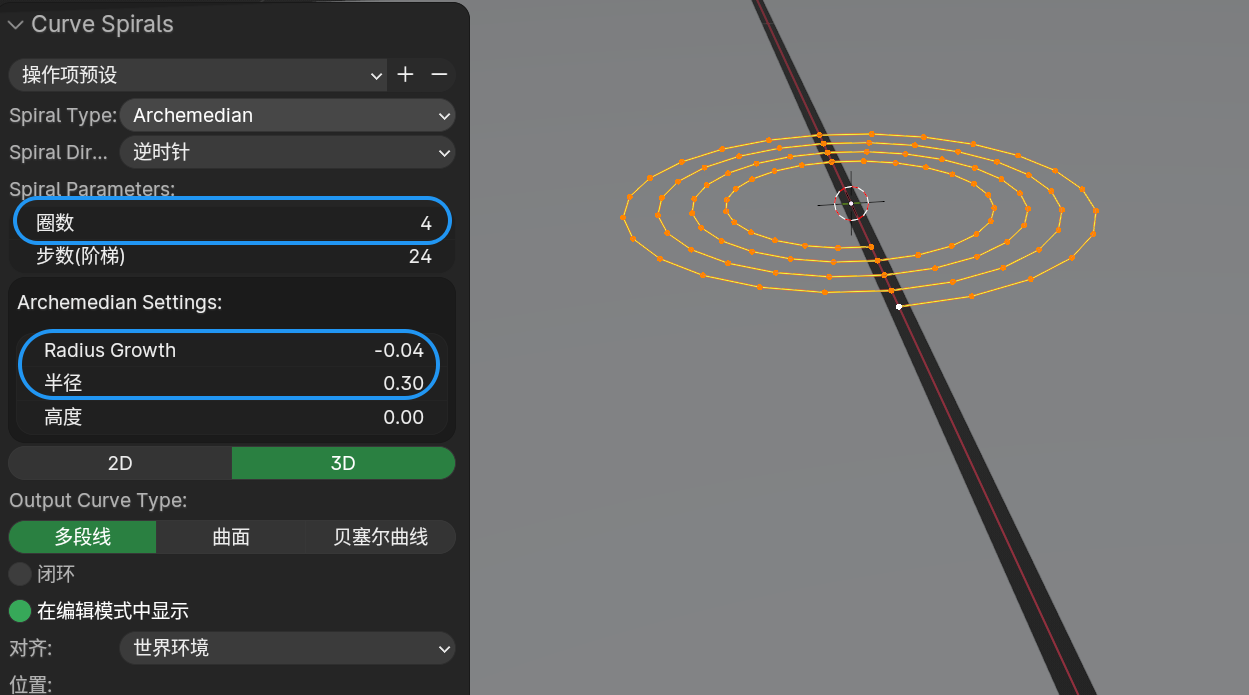 Curve Spirals
操作项预设
Spiral Type: Archemedian
Spiral Dir... 逆时针
Spiral Parameters:
圈数 4
步数(阶梯) 24
Archemedian Settings:
Radius Growth -0.04
半径 0.30
高度 0.00
2D 3D
Output Curve Type:
多段线 曲面 贝塞尔曲线
闭环
在编辑模式中显示
对齐: 世界环境
位置: